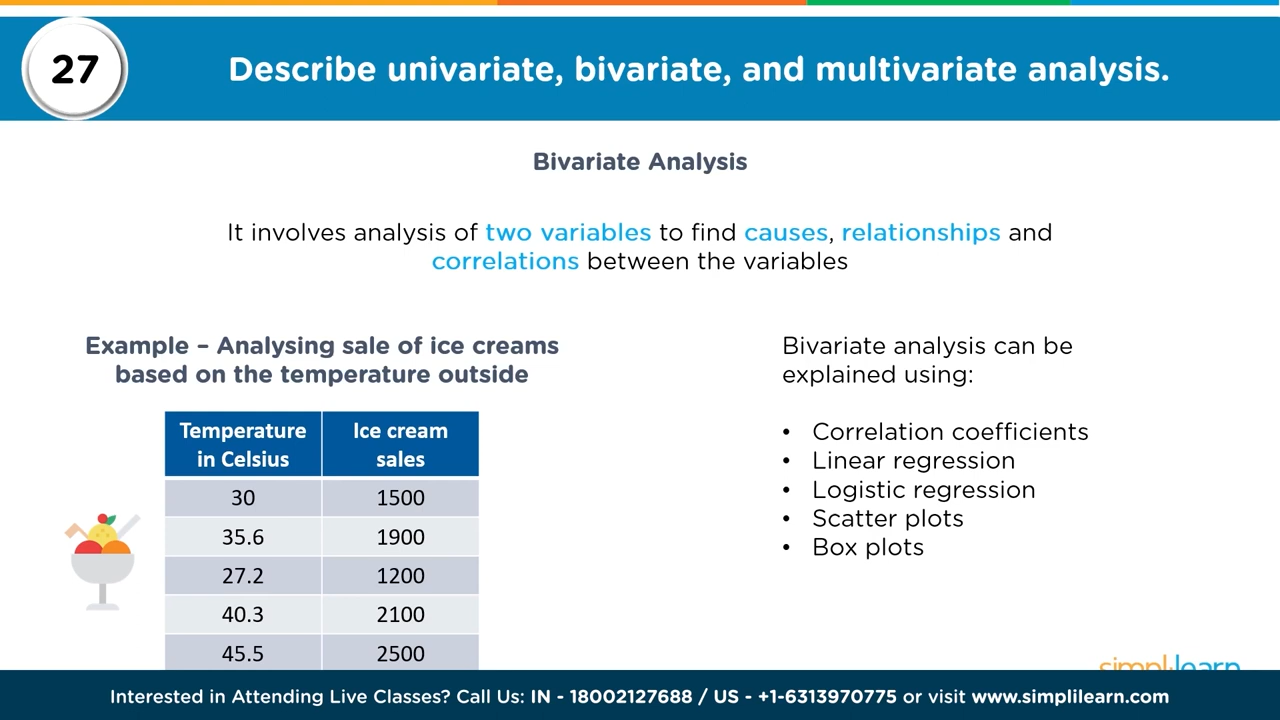 27
Describe univariate, bivariate, and multivariate analysis.
Bivariate Analysis
It involves analysis of two variables to find causes, relationships and
correlations between the variables
Example – Analysing sale of ice creams
based on the temperature outside
Temperature in Celsius Ice cream sales
30 1500
35.6 1900
27.2 1200
40.3 2100
45.5 2500
Bivariate analysis can be
explained using:
• Correlation coefficients
• Linear regression
• Logistic regression
• Scatter plots
• Box plots
simplilearn
Interested in Attending Live Classes? Call Us: IN - 18002127688 / US - +1-6313970775 or visit www.simplilearn.com